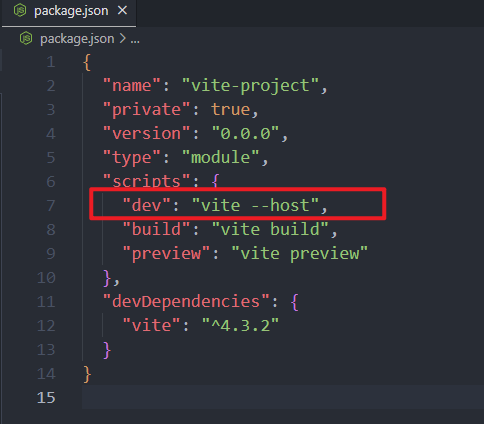 package.json ×
package.json > ...
1 {
2 "name": "vite-project",
3 "private": true,
4 "version": "0.0.0",
5 "type": "module",
6 "scripts": {
7 "dev": "vite --host",
8 "build": "vite build",
9 "preview": "vite preview"
10 },
11 "devDependencies": {
12 "vite": "^4.3.2"
13 }
14 }
15